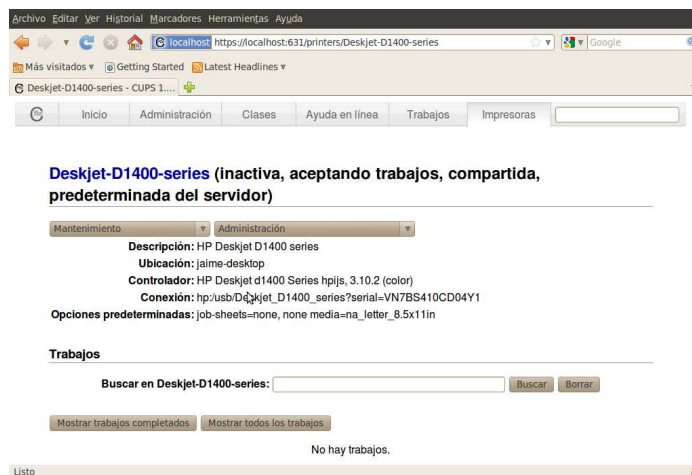 Archivo Editar Ver Historial Marcadores Herramientas Ayuda
localhost https://localhost:631/printers/Deskjet-D1400-series Google
Más visitados Getting Started Latest Headlines
Deskjet-D1400-series - CUPS 1....
Inicio Administración Clases Ayuda en línea Trabajos Impresoras
Deskjet-D1400-series (inactiva, aceptando trabajos, compartida,
predeterminada del servidor)
Mantenimiento Administración
Descripción: HP Deskjet D1400 series
Ubicación: jaime-desktop
Controlador: HP Deskjet d1400 Series hpijs, 3.10.2 (color)
Conexión: hp:/usb/Deskjet_D1400_series?serial=VN7BS410CD04Y1
Opciones predeterminadas: job-sheets=none, none media=na_letter_8.5x11in
Trabajos
Buscar en Deskjet-D1400-series: Buscar Borrar
Mostrar trabajos completados Mostrar todos los trabajos
No hay trabajos.
Listo